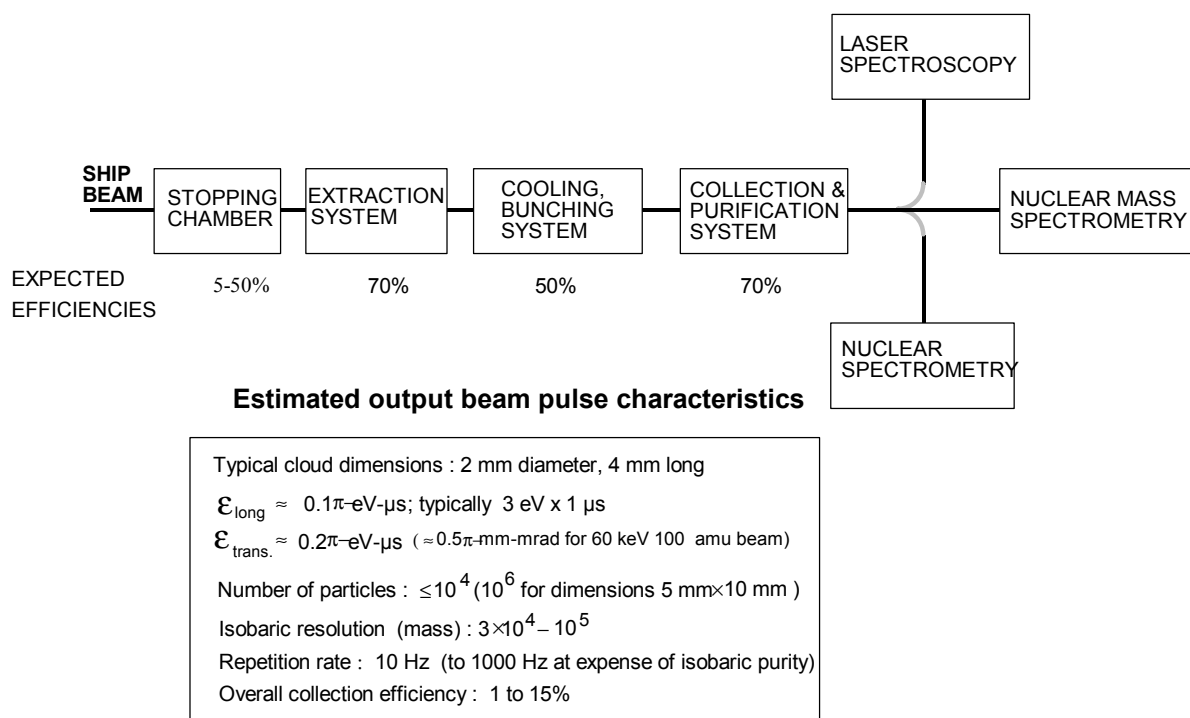 LASER
SPECTROSCOPY
SHIP
BEAM
STOPPING
CHAMBER
EXTRACTION
SYSTEM
COOLING,
BUNCHING
SYSTEM
COLLECTION &
PURIFICATION
SYSTEM
NUCLEAR MASS
SPECTROMETRY
EXPECTED
EFFICIENCIES
5-50%
70%
50%
70%
NUCLEAR
SPECTROMETRY
Estimated output beam pulse characteristics
Typical cloud dimensions : 2 mm diameter, 4 mm long
ε long ≈ 0.1π–eV-µs; typically 3 eV x 1 µs
ε trans. ≈ 0.2π–eV-µs ( ≈0.5π–mm-mrad for 60 keV 100 amu beam)
Number of particles : ≤10^4 (10^6 for dimensions 5 mm×10 mm )
Isobaric resolution (mass) : 3×10^4 – 10^5
Repetition rate : 10 Hz (to 1000 Hz at expense of isobaric purity)
Overall collection efficiency : 1 to 15%